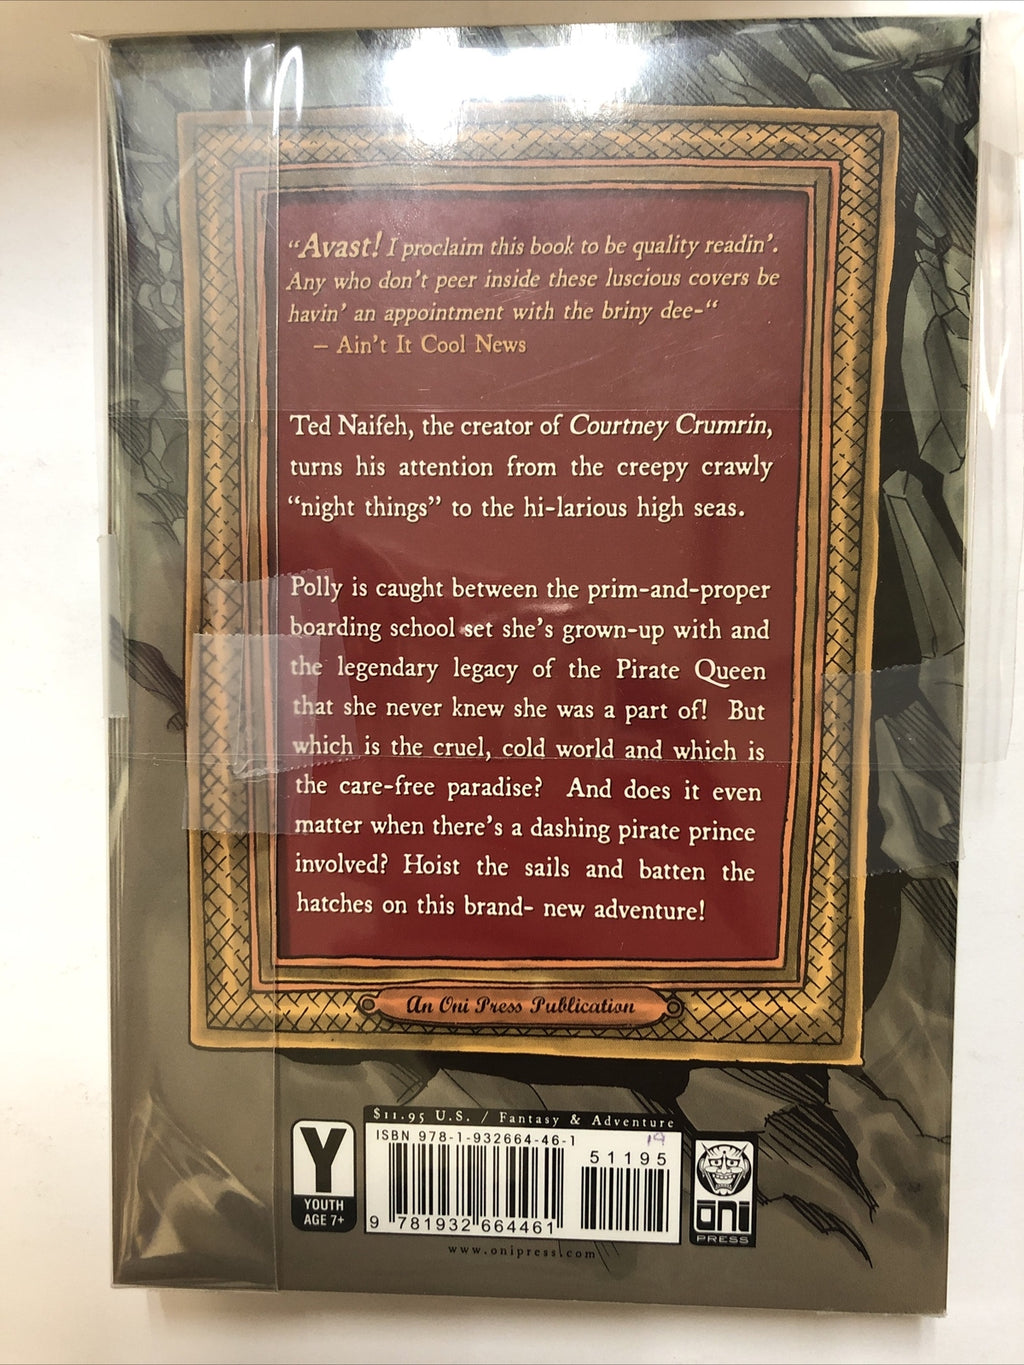 “Avast! I proclaim this book to be quality readin’.
Any who don’t peer inside these luscious covers be
havin’ an appointment with the briny dee-“
– Ain’t It Cool News
Ted Naifeh, the creator of Courtney Crumrin,
turns his attention from the creepy crawly
“night things” to the hi-larious high seas.
Polly is caught between the prim-and-proper
boarding school set she’s grown-up with and
the legendary legacy of the Pirate Queen
that she never knew she was a part of! But
which is the cruel, cold world and which is
the care-free paradise? And does it even
matter when there’s a dashing pirate prince
involved? Hoist the sails and batten the
hatches on this brand- new adventure!
An Oni Press Publication
$11.95 U.S. / Fantasy & Adventure
ISBN 978-1-932664-46-1
19
51195
9 781932 664461
Y
YOUTH
AGE 7+
ōni
PRESS
www.onipress.com